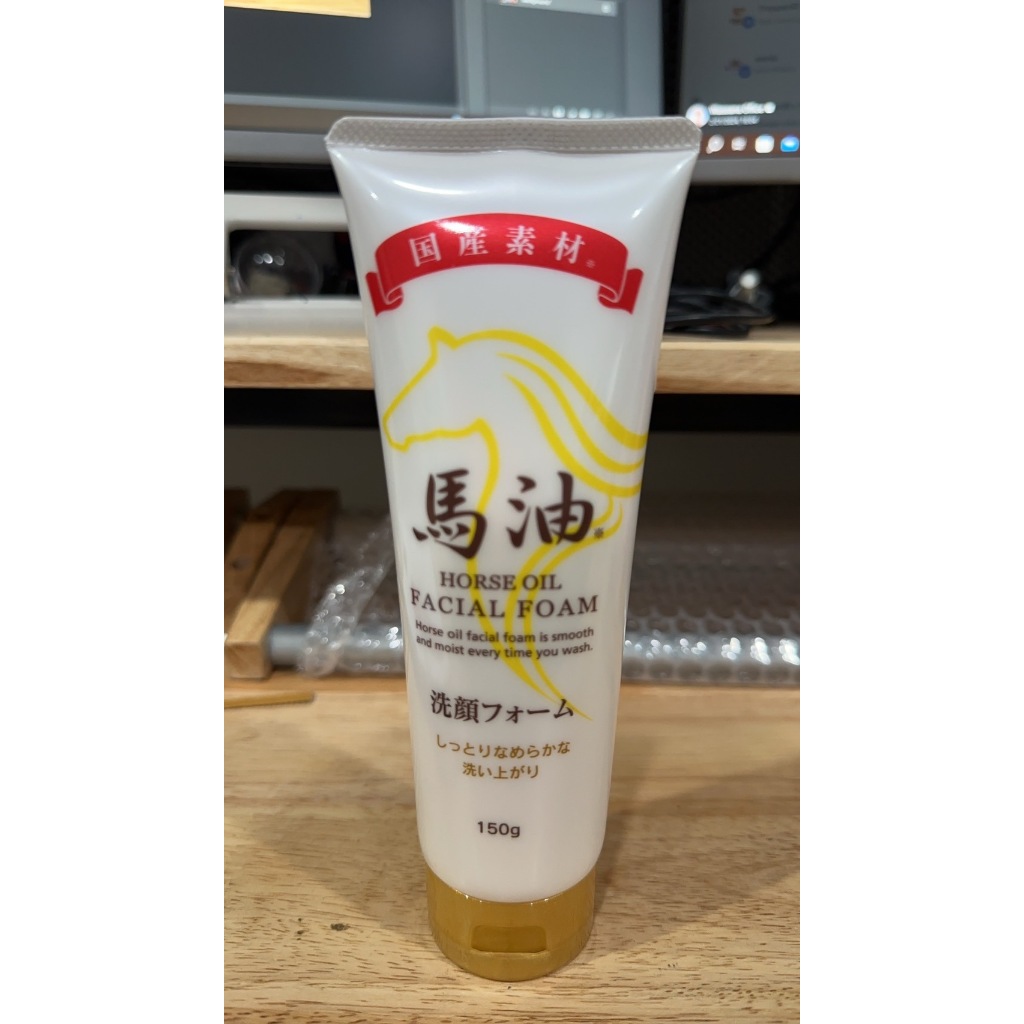 国産素材®
馬油※
HORSE OIL
FACIAL FOAM
Horse oil facial foam is smooth
and moist every time you wash.
洗顔フォーム
しっとりなめらかな
洗い上がり
150g